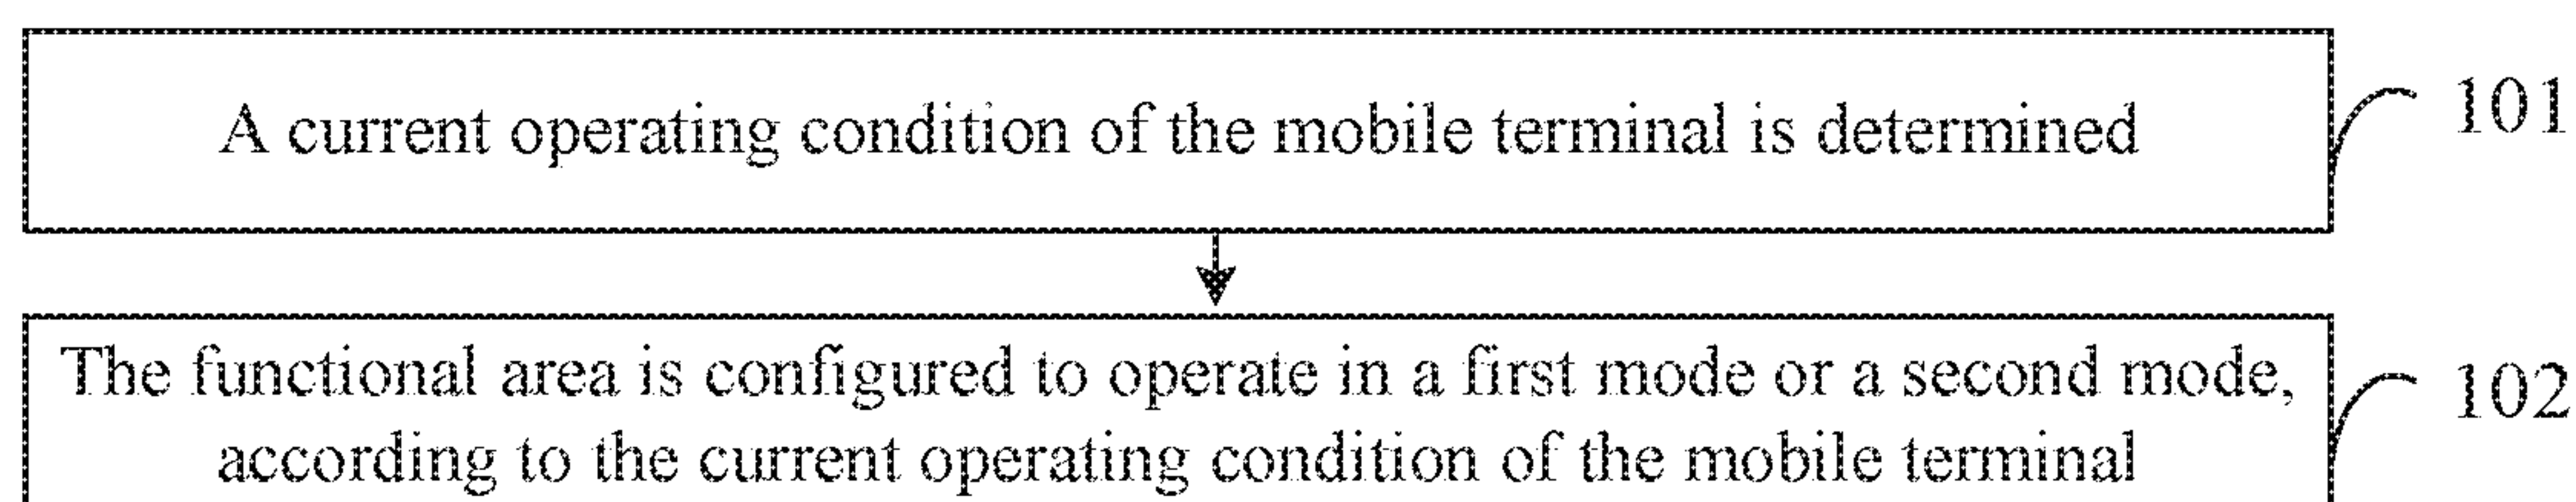 A current operating condition of the mobile terminal is determined
101
The functional area is configured to operate in a first mode or a second mode,
according to the current operating condition of the mobile terminal
102